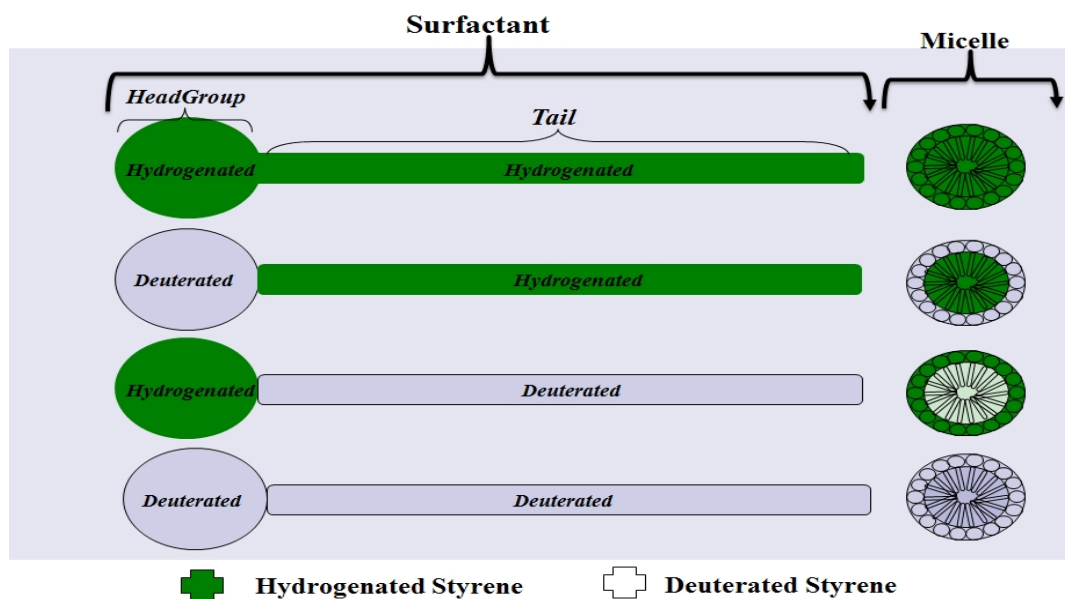 Surfactant
Micelle
HeadGroup
Tail
Hydrogenated
Hydrogenated
Deuterated
Hydrogenated
Hydrogenated
Deuterated
Deuterated
Deuterated
Hydrogenated Styrene
Deuterated Styrene